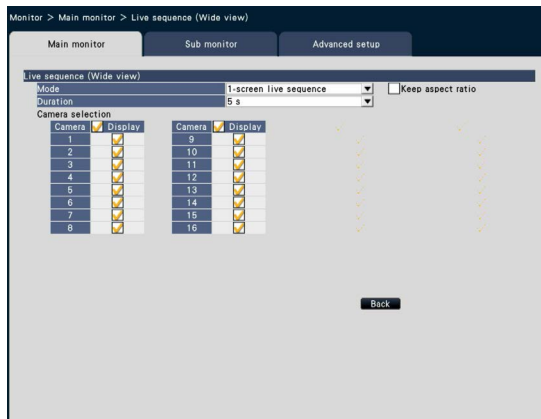 Monitor > Main monitor > Live sequence (Wide view)
Main monitor Sub monitor Advanced setup
Live sequence (Wide view)
Mode 1-screen live sequence Keep aspect ratio
Duration 5 s
Camera selection
Camera Display Camera Display
1 9
2 10
3 11
4 12
5 13
6 14
7 15
8 16
Back